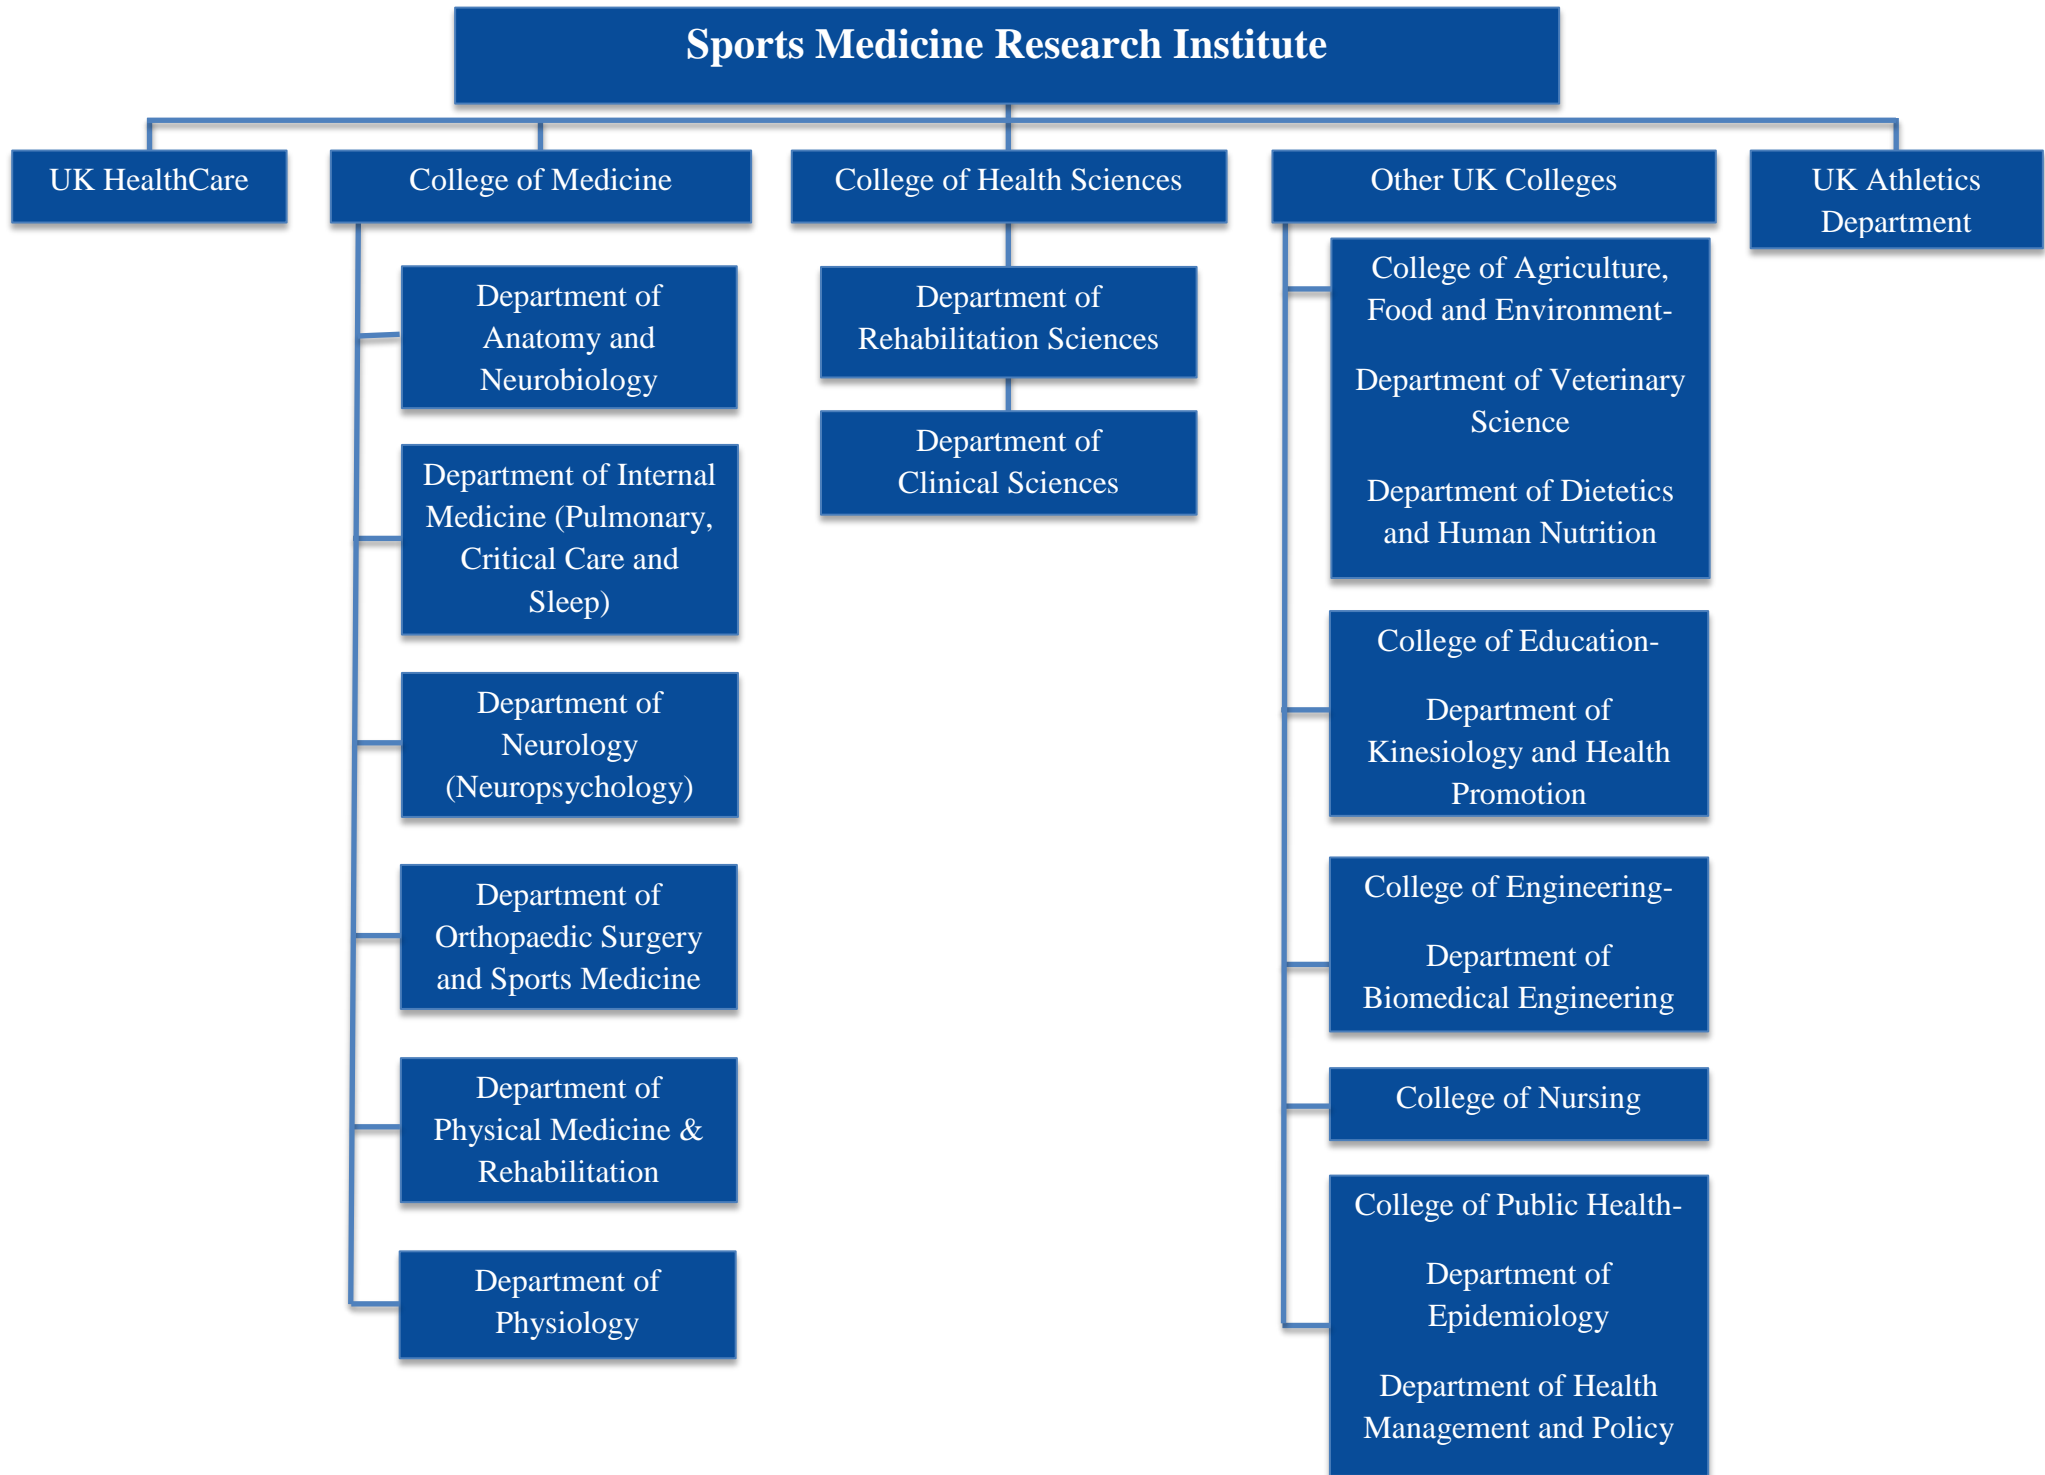 Sports Medicine Research Institute
UK HealthCare
College of Medicine
College of Health Sciences
Other UK Colleges
UK Athletics
Department
Department of
Anatomy and
Neurobiology
Department of Internal
Medicine (Pulmonary,
Critical Care and
Sleep)
Department of
Neurology
(Neuropsychology)
Department of
Orthopaedic Surgery
and Sports Medicine
Department of
Physical Medicine &
Rehabilitation
Department of
Physiology
Department of
Rehabilitation Sciences
Department of
Clinical Sciences
College of Agriculture,
Food and Environment-
Department of Veterinary
Science
Department of Dietetics
and Human Nutrition
College of Education-
Department of
Kinesiology and Health
Promotion
College of Engineering-
Department of
Biomedical Engineering
College of Nursing
College of Public Health-
Department of
Epidemiology
Department of Health
Management and Policy